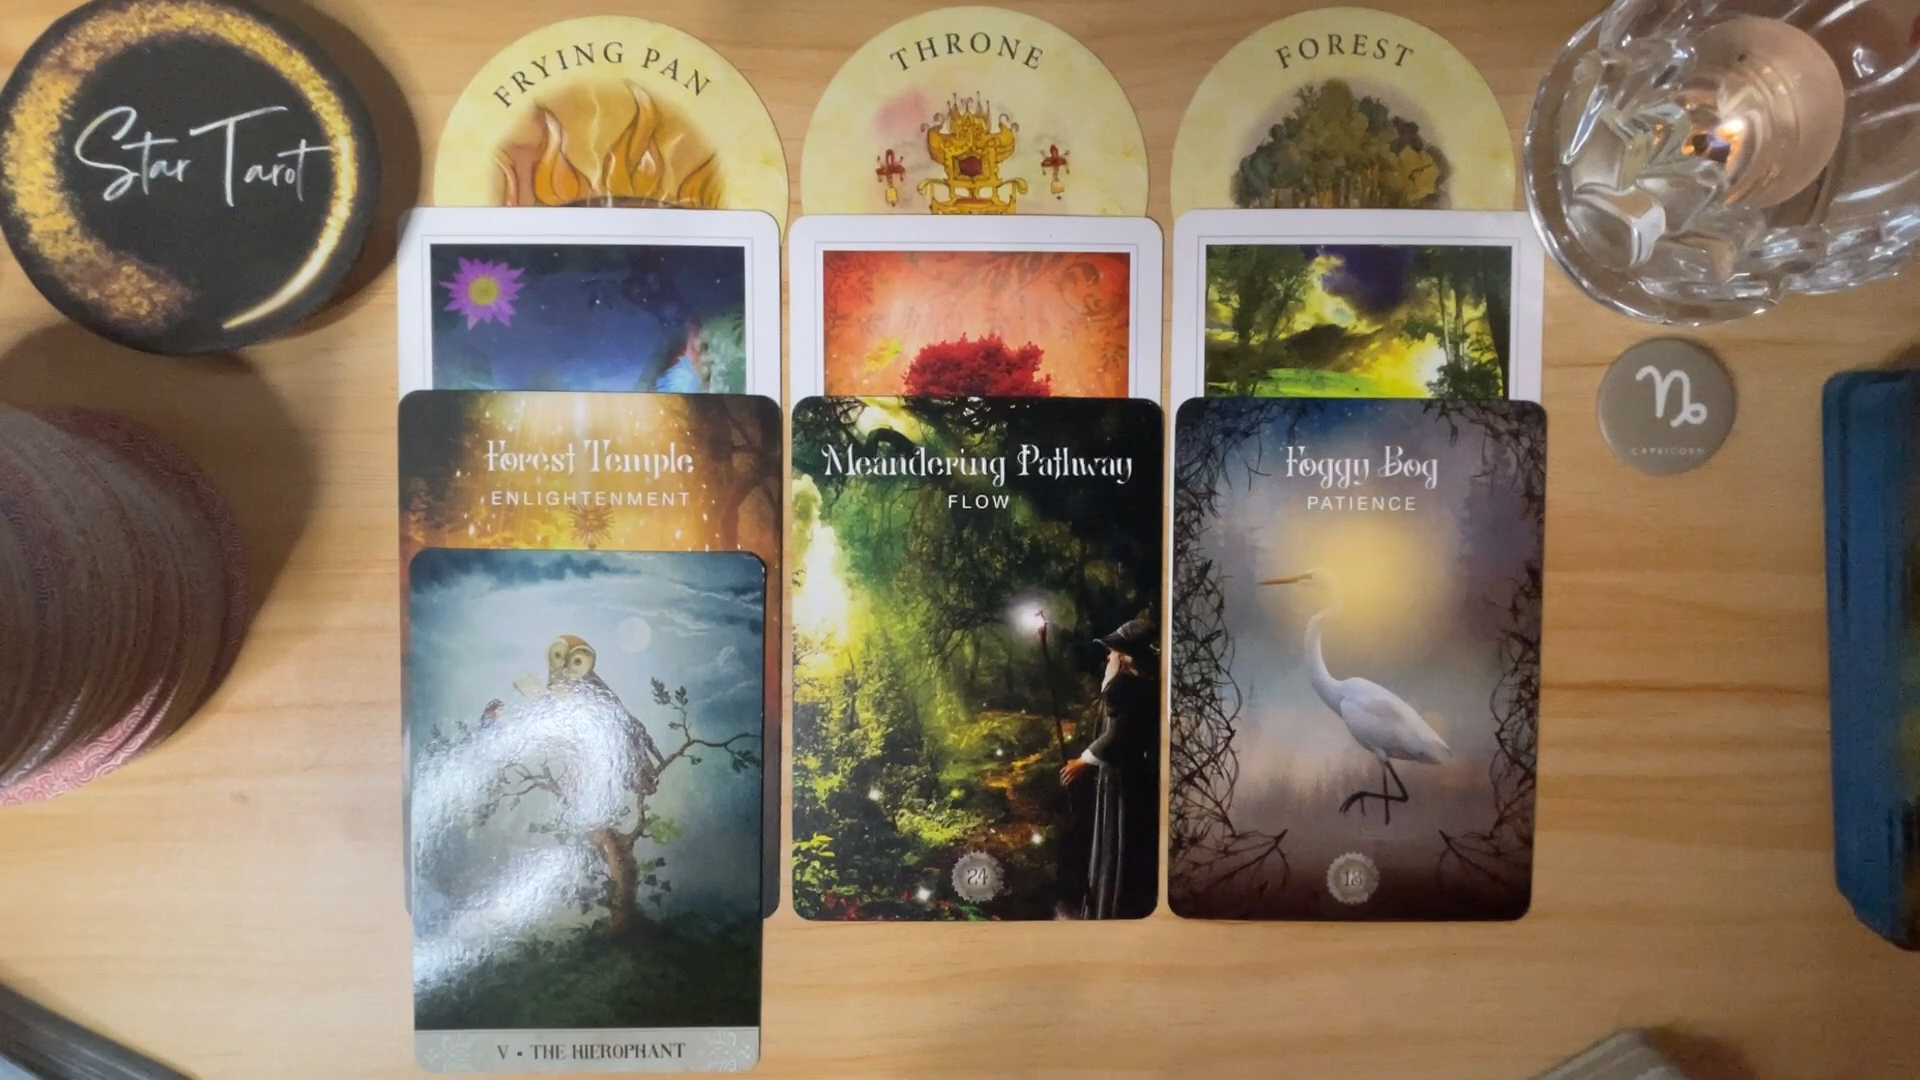 Star Tarot
FRYING PAN
THRONE
FOREST
CAPRICORN
Forest Temple
ENLIGHTENMENT
Meandering Pathway
FLOW
Foggy Bog
PATIENCE
24
13
V • THE HIEROPHANT